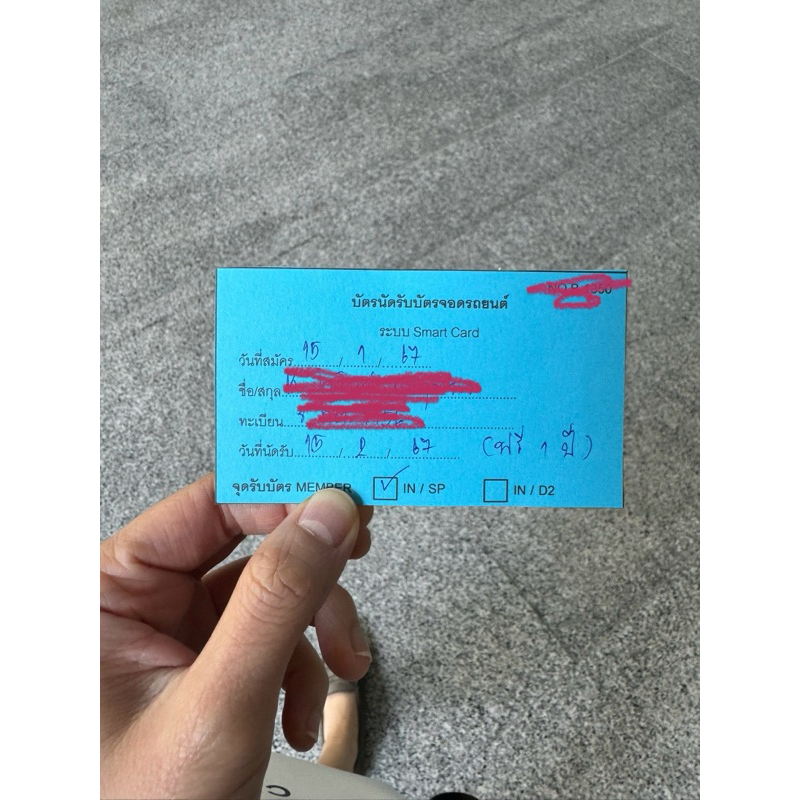 บัตรนัดรับบัตรจอดรถยนต์
ระบบ Smart Card
วันที่สมัคร 15 / 1 / 67
ชื่อ/สกุล
ทะเบียน
วันที่นัดรับ 15 / 2 / 67 (ฟรี 1 ปี)
จุดรับบัตร MEMBER ☑ IN / SP ☐ IN / D2